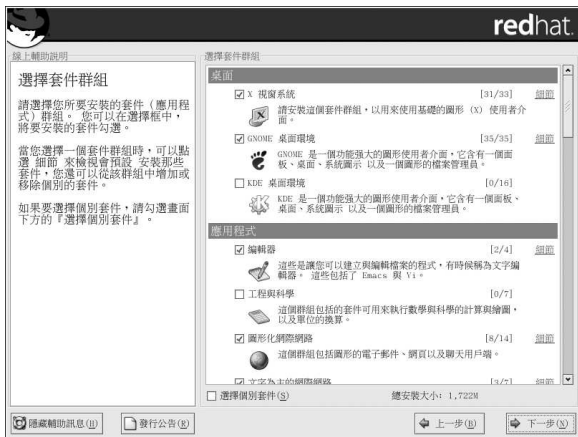 redhat.
線上輔助說明
選擇套件群組
請選擇您所要安裝的套件（應用程
式）群組。 您可以在選擇框中，
將要安裝的套件勾選。
當您選擇一個套件群組時，可以點
選 細節 來檢視會預設 安裝那些
套件，您還可以從該群組中增加或
移除個別的套件。
如果要選擇個別套件，請勾選畫面
下方的『選擇個別套件』。
選擇套件群組
桌面
X 視窗系統 [31/33] 細節
請安裝這個套件群組，以用來使用基礎的圖形 (X) 使用者介
面。
GNOME 桌面環境 [35/35] 細節
GNOME 是一個功能強大的圖形使用者介面，它含有一個面
板、桌面、系統圖示 以及一個圖形的檔案管理員。
KDE 桌面環境 [0/16]
KDE 是一個功能強大的圖形使用者介面，它含有一個面板、
桌面、系統圖示 以及一個圖形的檔案管理員。
應用程式
編輯器 [2/4] 細節
這些是讓您可以建立與編輯檔案的程式，有時候稱為文字編
輯器。 這些包括了 Emacs 與 Vi。
工程與科學 [0/7]
這個群組包括的套件可用來執行數學與科學的計算與繪圖，
以及單位的換算。
圖形化網際網路 [8/14] 細節
這個群組包括圖形的電子郵件、網頁以及聊天用戶端。
文字為主的網際網路 [3/7] 細節
選擇個別套件(S) 總安裝大小: 1,722M
隱藏輔助訊息(H) 發行公告(R) 上一步(B) 下一步(N)